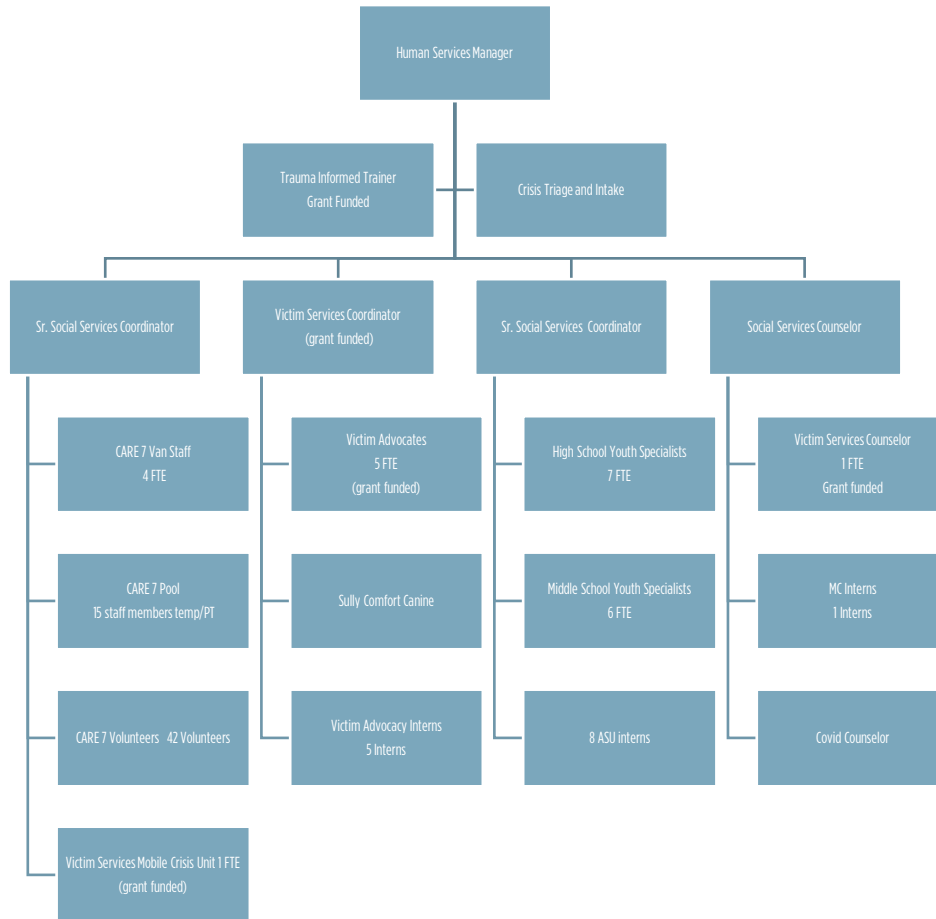 Human Services Manager
Trauma Informed Trainer
Grant Funded
Crisis Triage and Intake
Sr. Social Services Coordinator
Victim Services Coordinator
(grant funded)
Sr. Social Services Coordinator
Social Services Counselor
CARE 7 Van Staff
4 FTE
Victim Advocates
5 FTE
(grant funded)
High School Youth Specialists
7 FTE
Victim Services Counselor
1 FTE
Grant funded
CARE 7 Pool
15 staff members temp/PT
Sully Comfort Canine
Middle School Youth Specialists
6 FTE
MC Interns
1 Interns
CARE 7 Volunteers 42 Volunteers
Victim Advocacy Interns
5 Interns
8 ASU interns
Covid Counselor
Victim Services Mobile Crisis Unit 1 FTE
(grant funded)